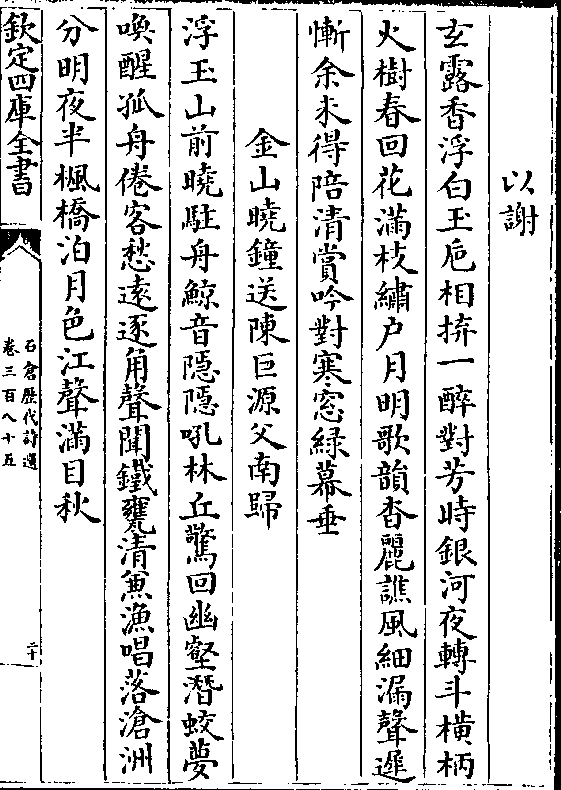 以謝
玄露香浮白玉卮相拚一醉對芳時銀河夜轉斗横柄
火樹春回花滿枝繡户月明歌韻杳麗譙風細漏聲遲
慚余未得陪清賞吟對寒窓緑幕垂
金山曉鐘送陳巨源父南歸
浮玉山前曉駐舟鯨音隠隠吼林丘驚回幽壑潛蛟夢
喚醒孤舟倦客愁逺逐角聲聞鐵甕清兼漁唱落滄洲
分明夜半楓橋泊月色江聲滿目秋
欽定四庫全書
石倉歴代詩選
卷三百八十五
二十